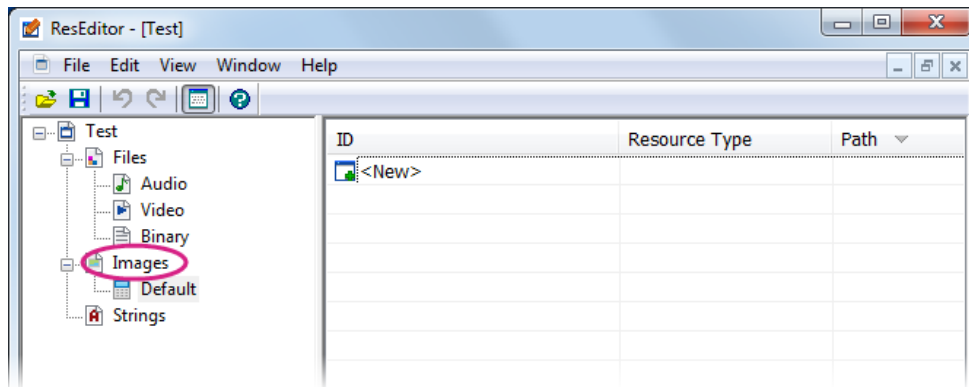 ResEditor - [Test]
File Edit View Window Help
Test
Files
Audio
Video
Binary
Images
Default
Strings
ID Resource Type Path
<New>